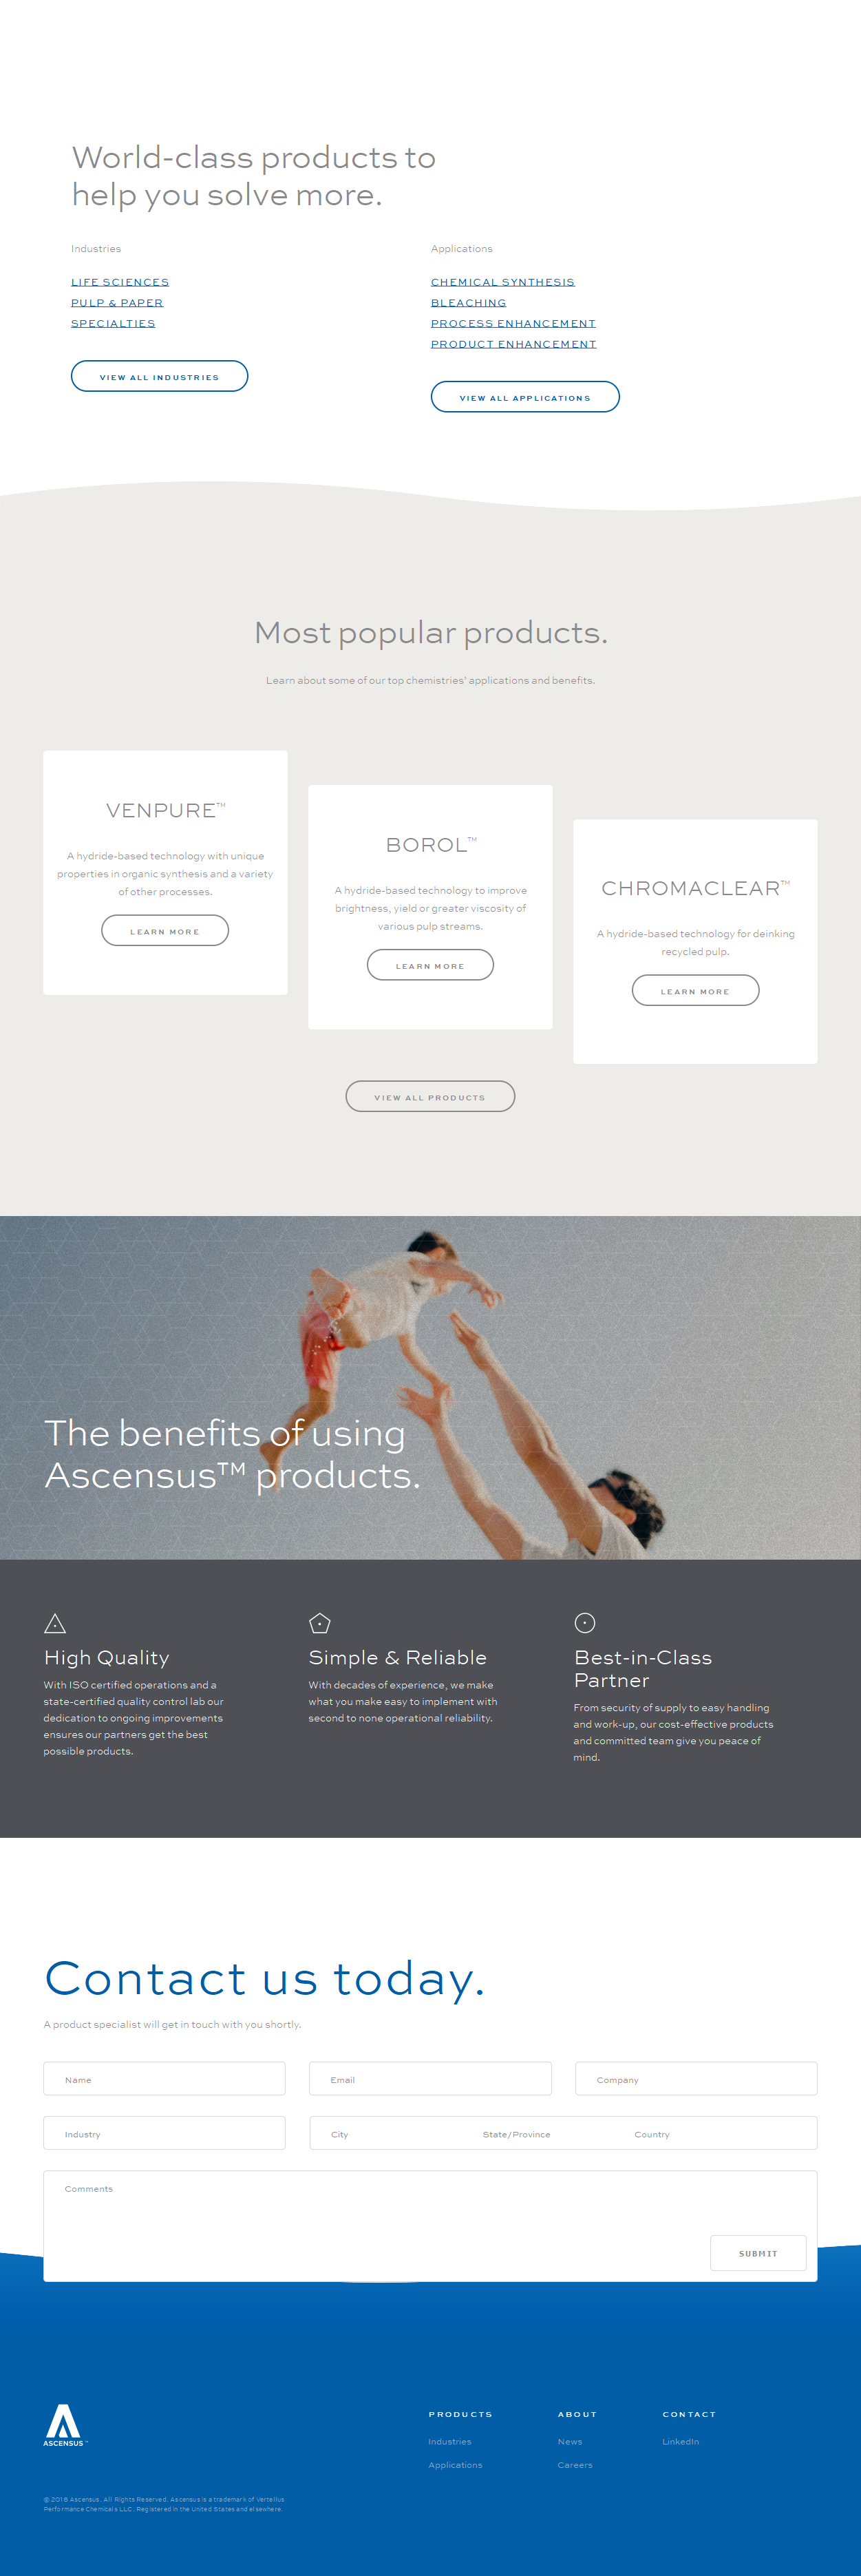 World-class products to
help you solve more.
Industries
LIFE SCIENCES
PULP & PAPER
SPECIALTIES
VIEW ALL INDUSTRIES
Applications
CHEMICAL SYNTHESIS
BLEACHING
PROCESS ENHANCEMENT
PRODUCT ENHANCEMENT
VIEW ALL APPLICATIONS
Most popular products.
Learn about some of our top chemistries' applications and benefits.
VENPURE™
A hydride-based technology with unique
properties in organic synthesis and a variety
of other processes.
LEARN MORE
BOROL™
A hydride-based technology to improve
brightness, yield or greater viscosity of
various pulp streams.
LEARN MORE
CHROMACLEAR™
A hydride-based technology for deinking
recycled pulp.
LEARN MORE
VIEW ALL PRODUCTS
The benefits of using
Ascensus™ products.
High Quality
With ISO certified operations and a
state-certified quality control lab our
dedication to ongoing improvements
ensures our partners get the best
possible products.
Simple & Reliable
With decades of experience, we make
what you make easy to implement with
second to none operational reliability.
Best-in-Class
Partner
From security of supply to easy handling
and work-up, our cost-effective products
and committed team give you peace of
mind.
Contact us today.
A product specialist will get in touch with you shortly.
Name
Email
Company
Industry
City
State/Province
Country
Comments
SUBMIT
ASCENSUS™
PRODUCTS
Industries
Applications
ABOUT
News
Careers
CONTACT
LinkedIn
© 2018 Ascensus. All Rights Reserved. Ascensus is a trademark of Vertellus
Performance Chemicals LLC. Registered in the United States and elsewhere.